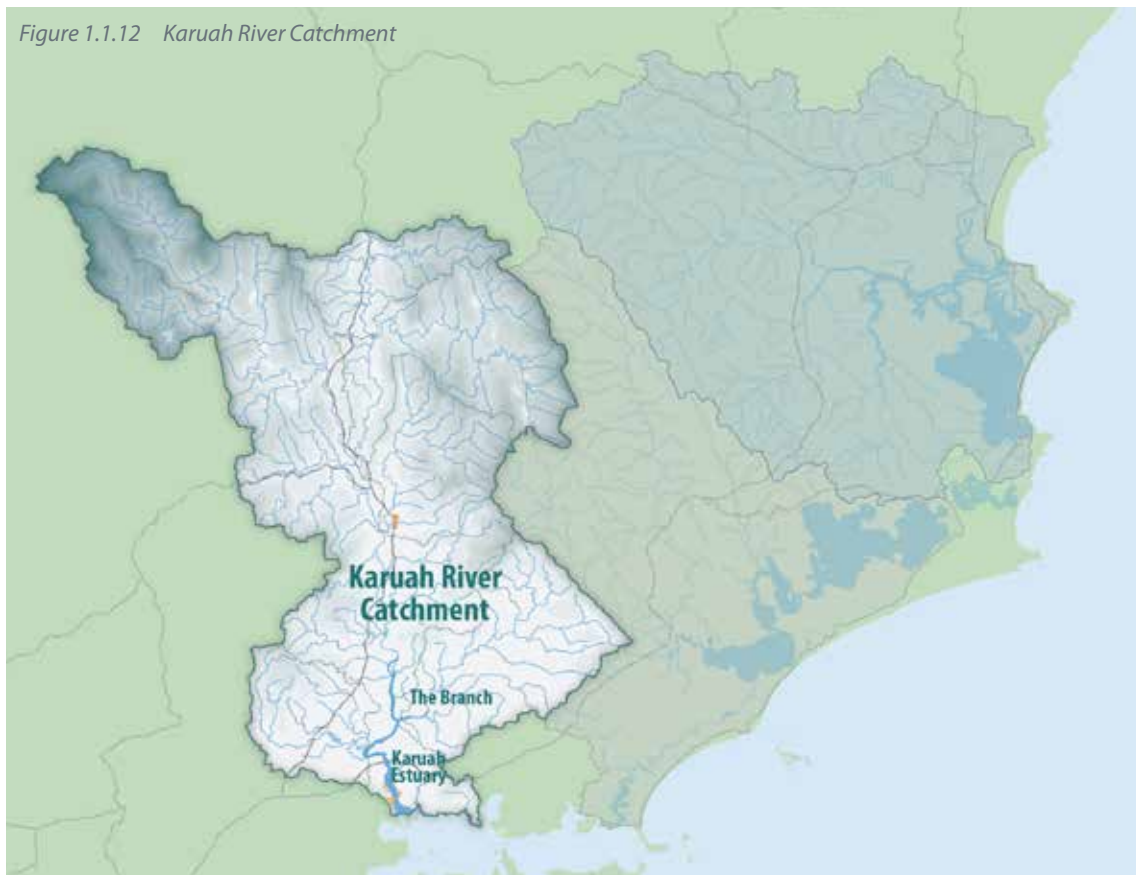 Figure 1.1.12 Karuah River Catchment
Karuah River
Catchment
The Branch
Karuah
Estuary